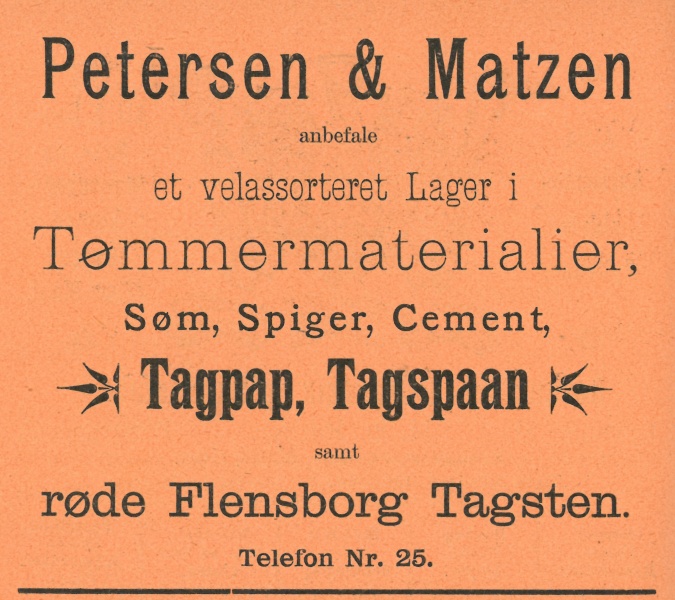 Petersen & Matzen
anbefale
et velassorteret Lager i
Tømmermaterialier,
Søm, Spiger, Cement,
Tagpap, Tagspaan
samt
røde Flensborg Tagsten.
Telefon Nr. 25.